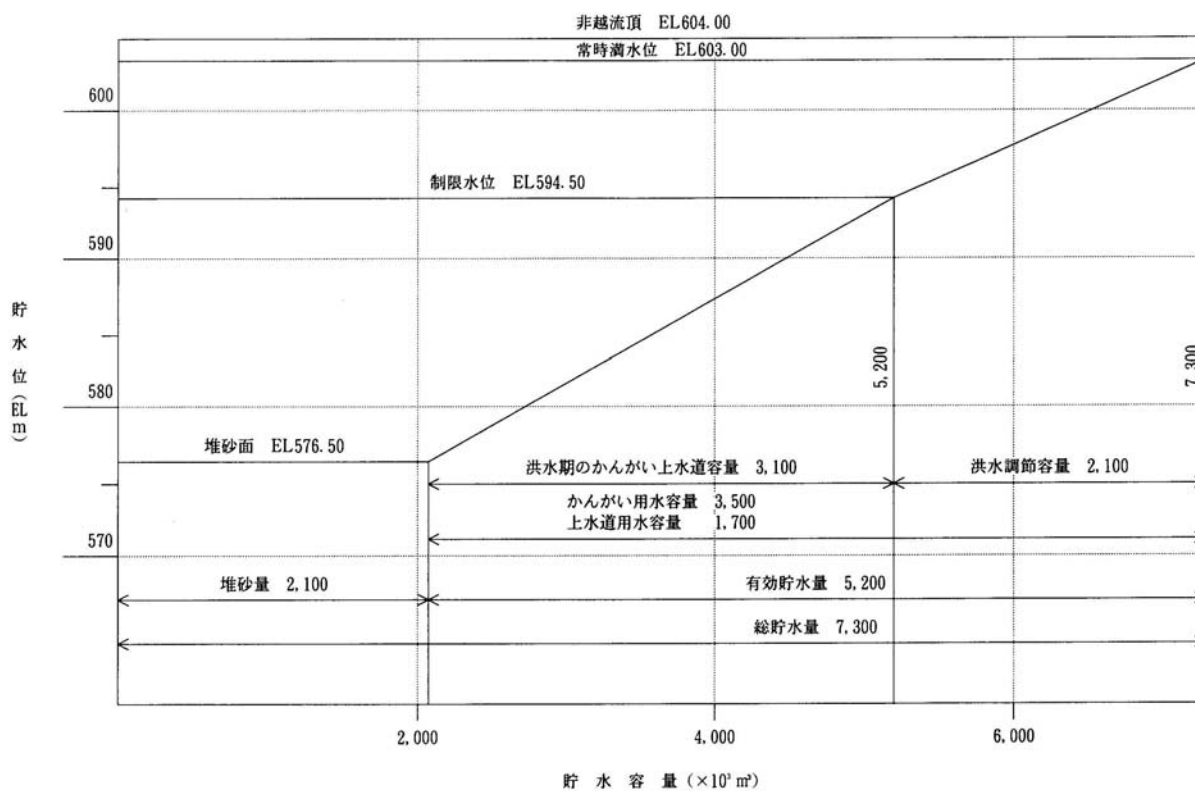 非越流頂 EL604.00
常時満水位 EL603.00
600
制限水位 EL594.50
590
貯水位(ELm)
580
5,200
7,300
堆砂面 EL576.50
洪水期のかんがい上水道容量 3,100
洪水調節容量 2,100
かんがい用水容量 3,500
上水道用水容量 1,700
570
堆砂量 2,100
有効貯水量 5,200
総貯水量 7,300
2,000
4,000
6,000
貯水容量(×10³㎥)